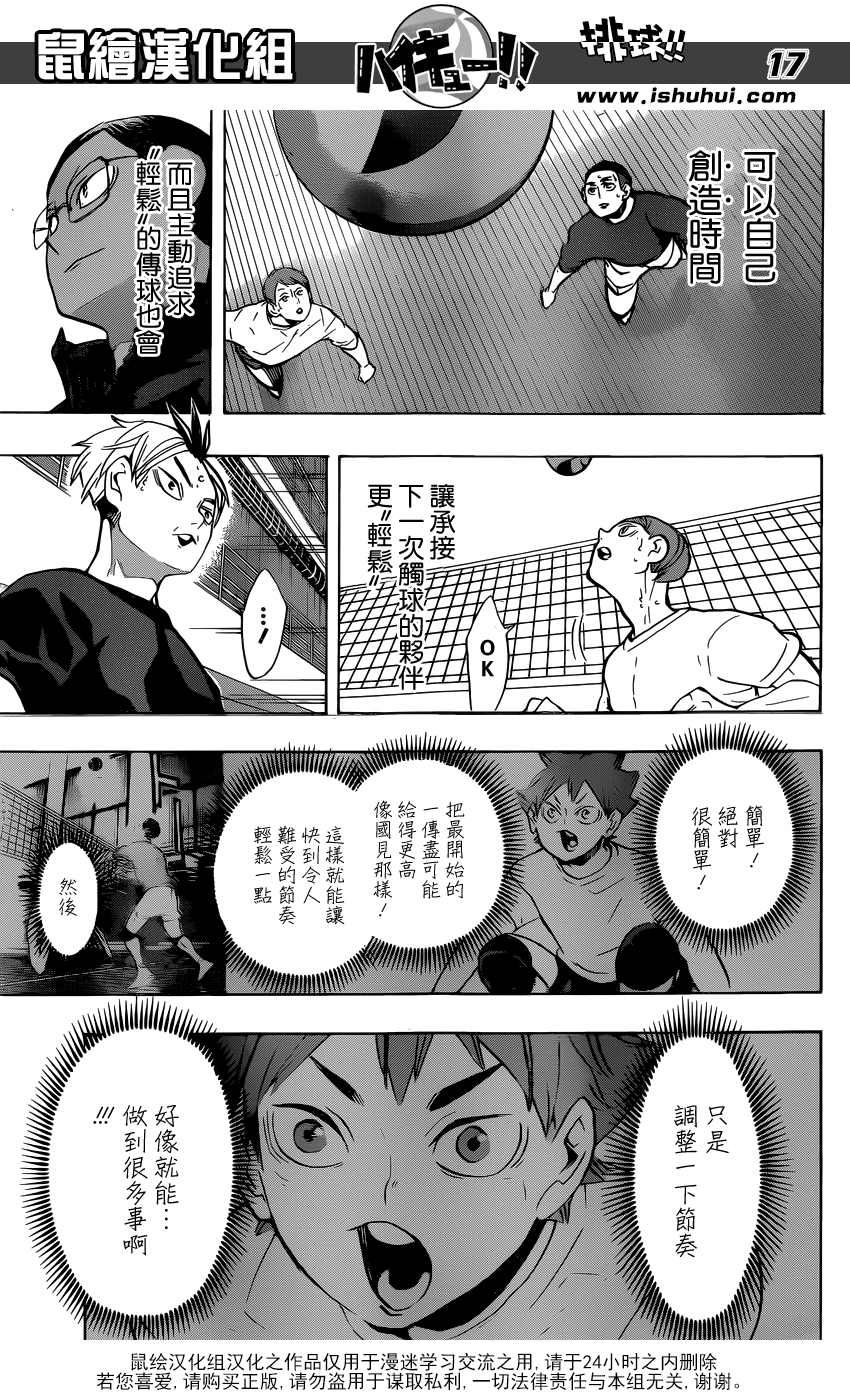 鼠繪漢化組
ハイキュー!!
排球!!
17
www.ishuhui.com
可以自己
創造時間
而且主動追求
〝輕鬆〞的傳球也會
讓承接
下一次觸球的夥伴
更〝輕鬆〞
OK
…!
簡單!
絕對
很簡單!
把最開始的
一傳盡可能
給得更高
像國見那樣!
這樣就能讓
快到令人
難受的節奏
輕鬆一點
然後
只是
調整一下節奏
好像就能…
做到很多事啊
!!!
鼠绘汉化组汉化之作品仅用于漫迷学习交流之用,请于24小时之内删除
若您喜爱,请购买正版,请勿盗用于谋取私利,一切法律责任与本组无关,谢谢。